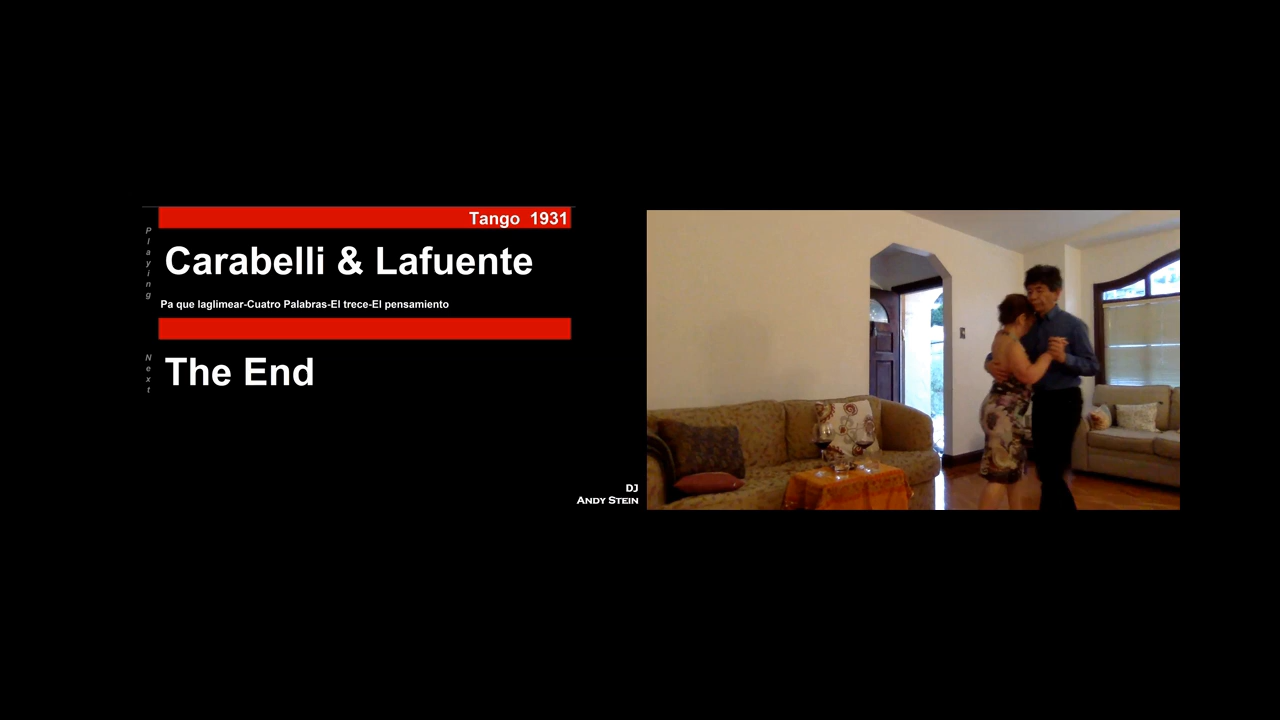 Tango 1931
Playing
Carabelli & Lafuente
Pa que laglimear-Cuatro Palabras-El trece-El pensamiento
Next
The End
DJ
Andy Stein